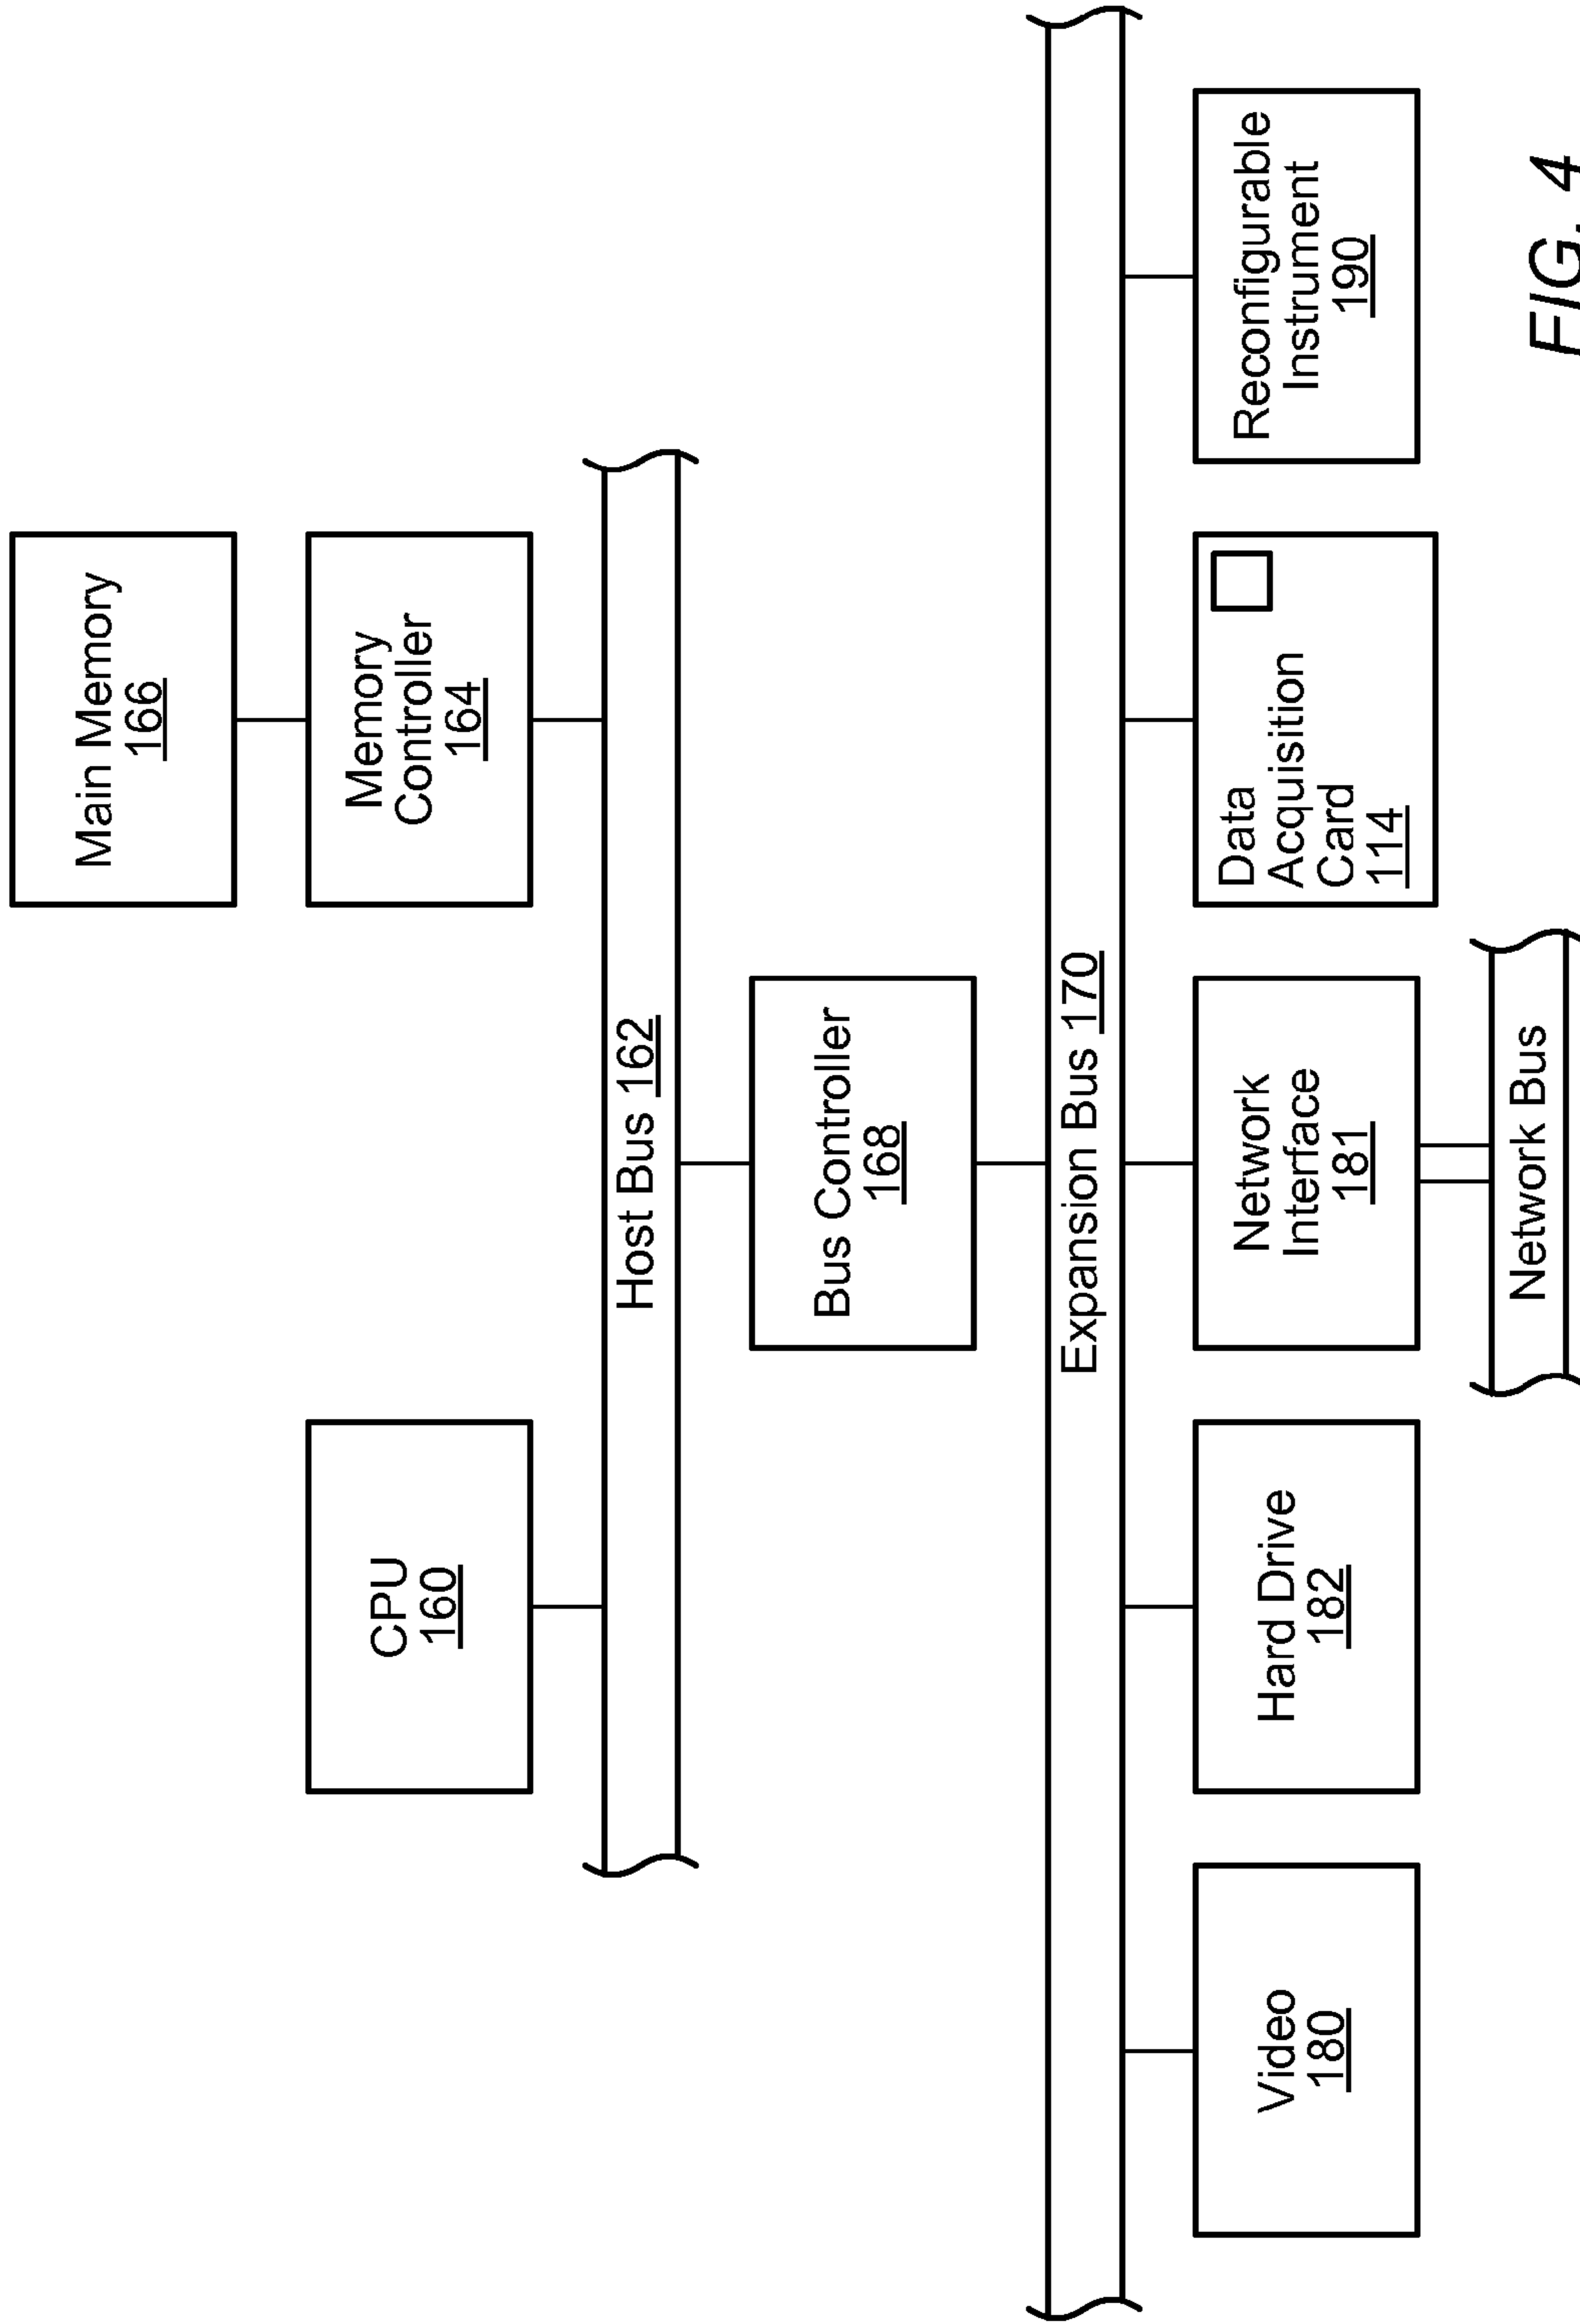 Main Memory
166
CPU
160
Memory
Controller
164
Host Bus 162
Bus Controller
168
Expansion Bus 170
Video
180
Hard Drive
182
Network
Interface
181
Data
Acquisition
Card
114
Reconfigurable
Instrument
190
Network Bus
FIG. 4